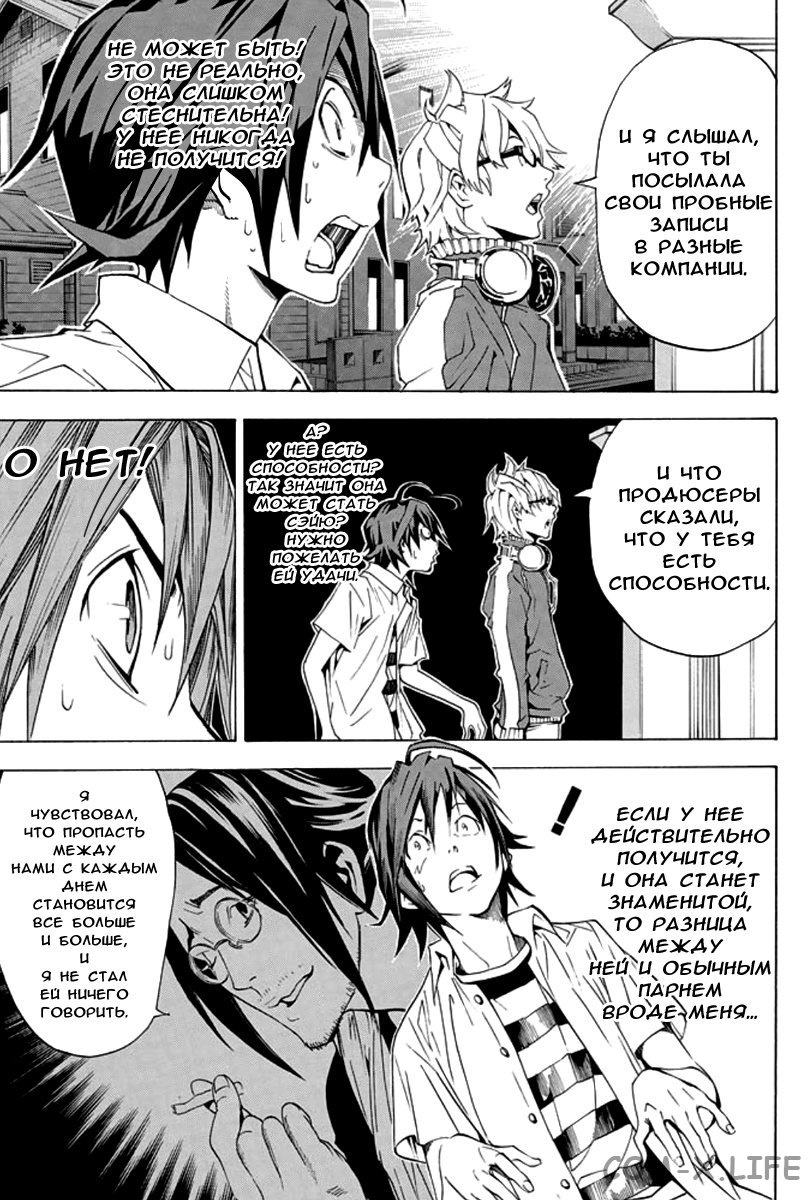 И Я СЛЫШАЛ,
ЧТО ТЫ
ПОСЫЛАЛА
СВОИ ПРОБНЫЕ
ЗАПИСИ
В РАЗНЫЕ
КОМПАНИИ.
НЕ МОЖЕТ БЫТЬ!
ЭТО НЕ РЕАЛЬНО,
ОНА СЛИШКОМ
СТЕСНИТЕЛЬНА!
У НЕЕ НИКОГДА
НЕ ПОЛУЧИТСЯ!
И ЧТО
ПРОДЮСЕРЫ
СКАЗАЛИ,
ЧТО У ТЕБЯ
ЕСТЬ
СПОСОБНОСТИ.
А?
У НЕЕ ЕСТЬ
СПОСОБНОСТИ?
ТАК ЗНАЧИТ ОНА
МОЖЕТ СТАТЬ
СЭЙЮ?
НУЖНО
ПОЖЕЛАТЬ
ЕЙ УДАЧИ.
О НЕТ!
!
ЕСЛИ У НЕЕ
ДЕЙСТВИТЕЛЬНО
ПОЛУЧИТСЯ,
И ОНА СТАНЕТ
ЗНАМЕНИТОЙ,
ТО РАЗНИЦА
МЕЖДУ
НЕЙ И ОБЫЧНЫМ
ПАРНЕМ
ВРОДЕ МЕНЯ...
Я
ЧУВСТВОВАЛ,
ЧТО ПРОПАСТЬ
МЕЖДУ
НАМИ С КАЖДЫМ
ДНЕМ
СТАНОВИТСЯ
ВСЕ БОЛЬШЕ
И БОЛЬШЕ,
И
Я НЕ СТАЛ
ЕЙ НИЧЕГО
ГОВОРИТЬ.
COM-X.LIFE